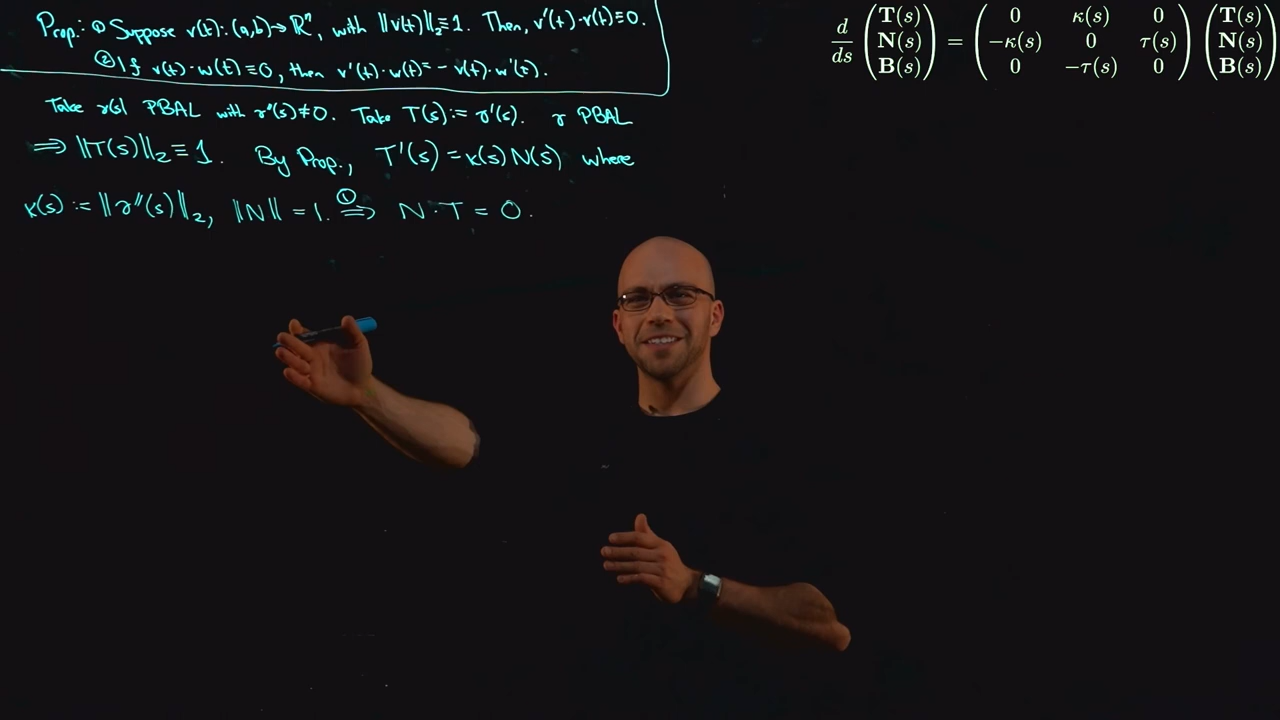 Prop.: ① Suppose v(t): (a,b)→ℝⁿ, with ||v(t)||₂≡1. Then, v'(t)·v(t)≡0.
② If v(t)·w(t)≡0, then v'(t)·w(t)= - v(t)·w'(t).
Take γ(s) PBAL with γ''(s)≠0. Take T(s):= γ'(s). γ PBAL
⟹ ||T(s)||₂≡1. By Prop., T'(s)=κ(s)N(s) where
κ(s):= ||γ''(s)||₂, ||N|| = 1. ①⟹ N·T = 0.
d/ds (T(s) N(s) B(s)) = (0 κ(s) 0
-κ(s) 0 τ(s)
0 -τ(s) 0) (T(s) N(s) B(s))